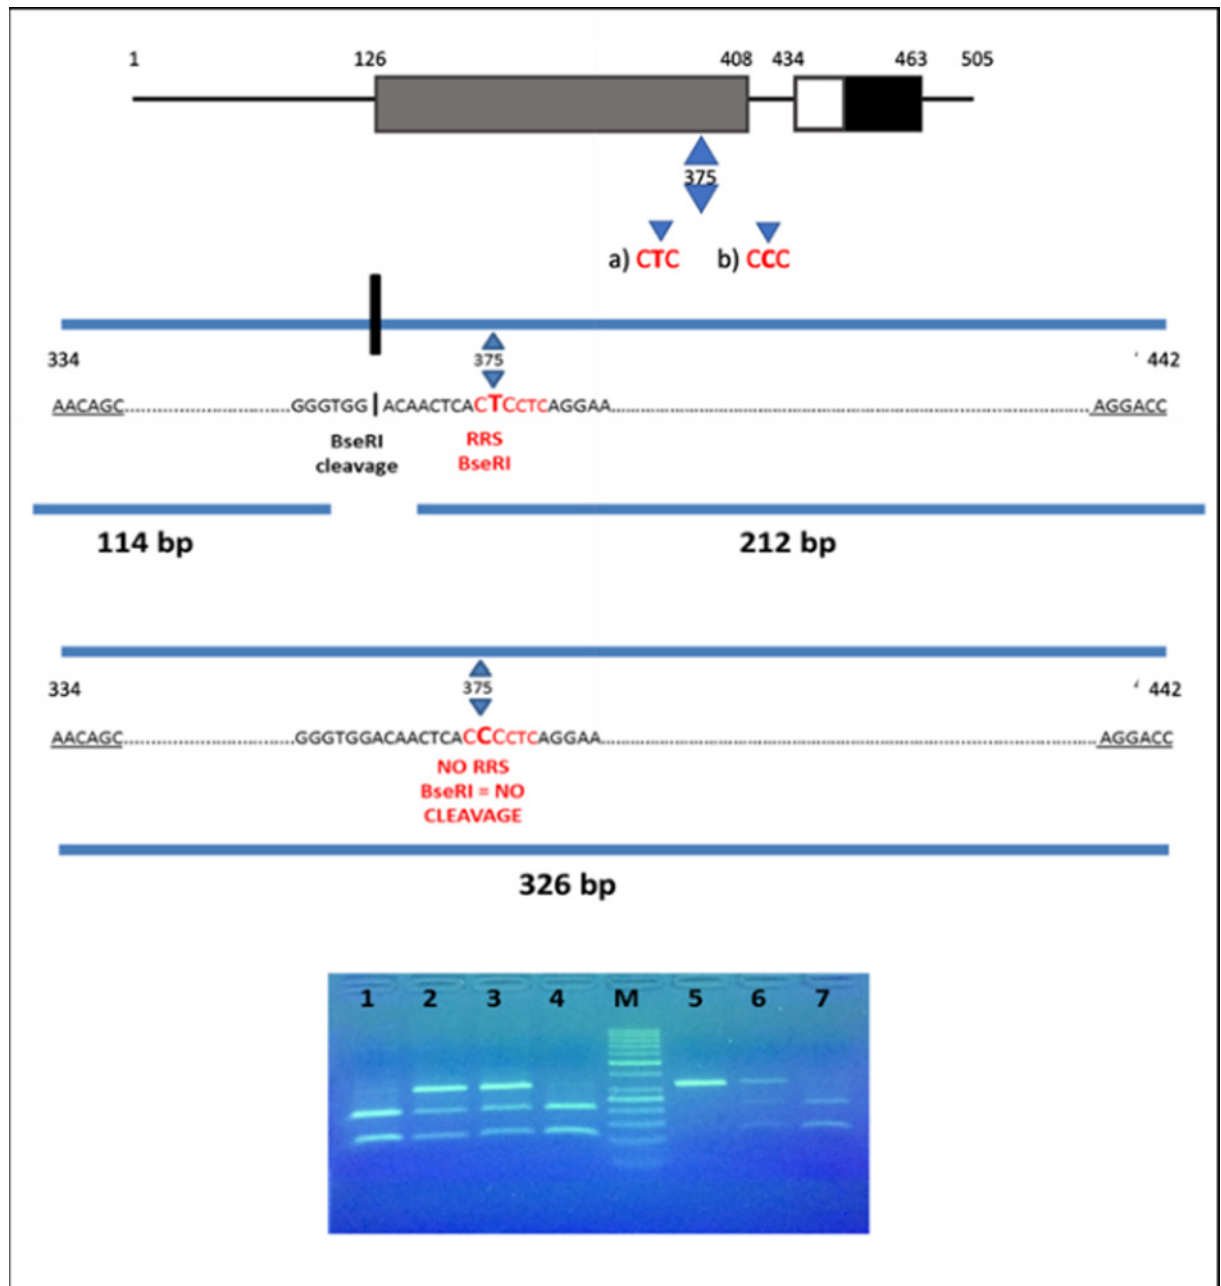 1 126 408 434 463 505
375
a) CTC b) CCC
375
334 ‘ 442
AACAGC..............................GGGTGG|ACAACTCACTCCTCAGGAA..............................AGGACC
BseRI RRS
cleavage BseRI
114 bp 212 bp
375
334 ‘ 442
AACAGC..............................GGGTGGACAACTCACCCCTCAGGAA..............................AGGACC
NO RRS
BseRI = NO
CLEAVAGE
326 bp
1 2 3 4 M 5 6 7